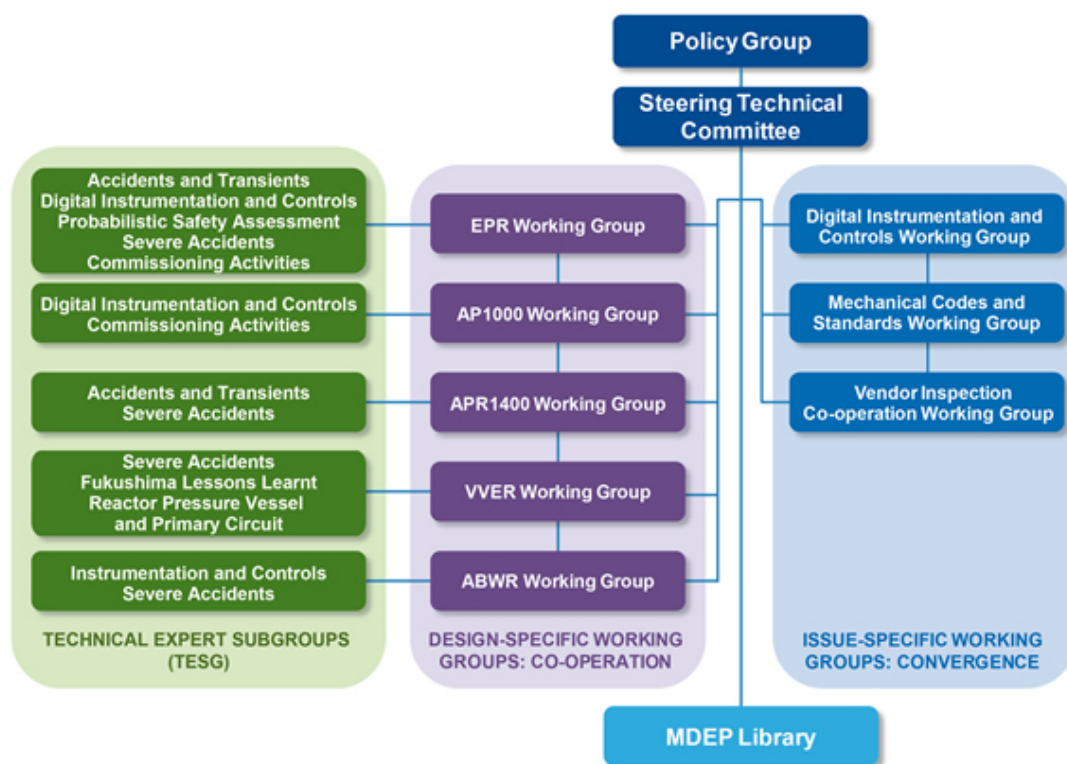 Policy Group
Steering Technical
Committee
Accidents and Transients
Digital Instrumentation and Controls
Probabilistic Safety Assessment
Severe Accidents
Commissioning Activities
Digital Instrumentation and Controls
Commissioning Activities
Accidents and Transients
Severe Accidents
Severe Accidents
Fukushima Lessons Learnt
Reactor Pressure Vessel
and Primary Circuit
Instrumentation and Controls
Severe Accidents
TECHNICAL EXPERT SUBGROUPS
(TESG)
EPR Working Group
AP1000 Working Group
APR1400 Working Group
VVER Working Group
ABWR Working Group
DESIGN-SPECIFIC WORKING
GROUPS: CO-OPERATION
Digital Instrumentation and
Controls Working Group
Mechanical Codes and
Standards Working Group
Vendor Inspection
Co-operation Working Group
ISSUE-SPECIFIC WORKING
GROUPS: CONVERGENCE
MDEP Library